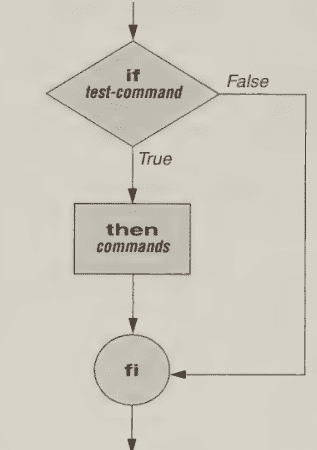 if
test-command
False
True
then
commands
fi